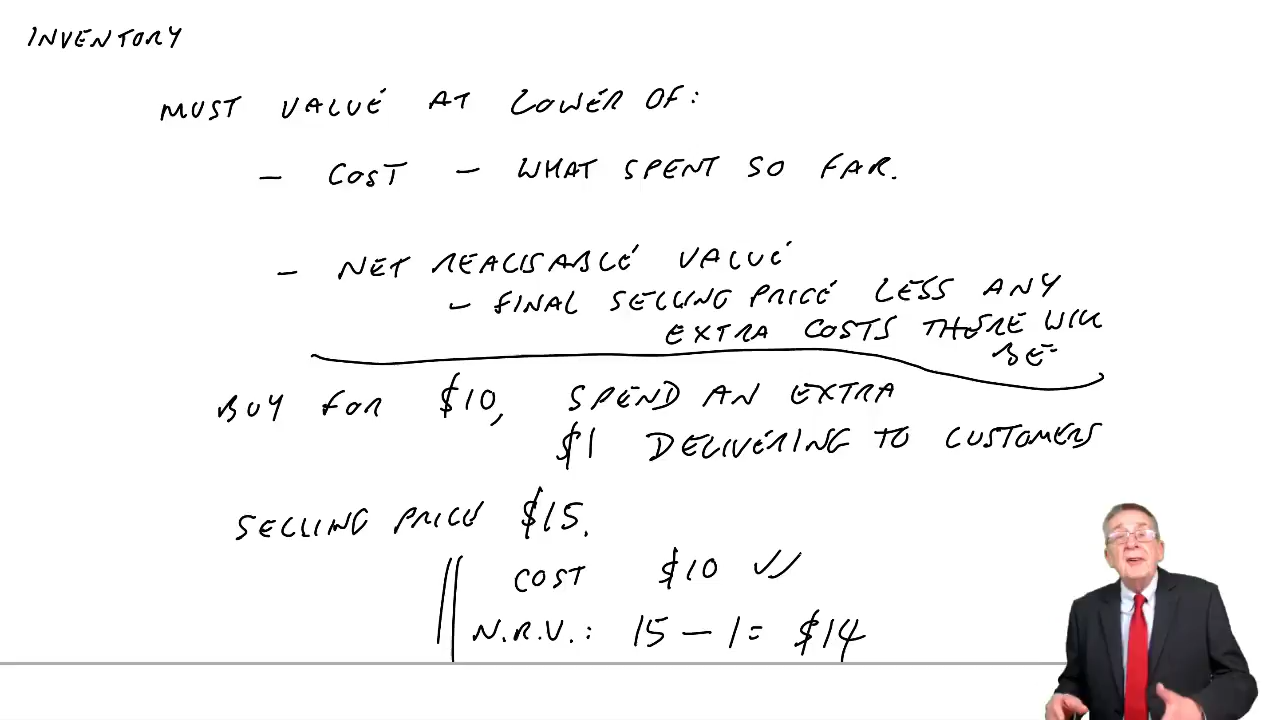 INVENTORY
MUST VALUE AT LOWER OF:
- COST - WHAT SPENT SO FAR.
- NET REALISABLE VALUE
- FINAL SELLING PRICE LESS ANY
EXTRA COSTS THERE WILL
BE
BUY FOR $10, SPEND AN EXTRA
$1 DELIVERING TO CUSTOMERS
SELLING PRICE $15.
COST $10 ✓✓
N.R.V.: 15 - 1 = $14